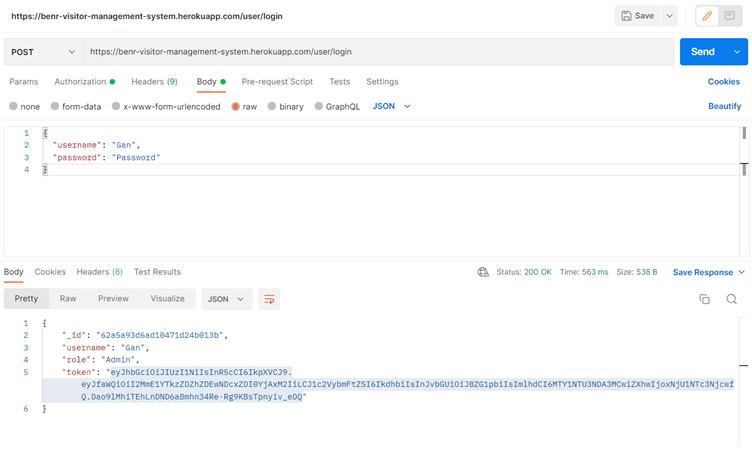 https://benr-visitor-management-system.herokuapp.com/user/login
Save
POST
https://benr-visitor-management-system.herokuapp.com/user/login
Send
Params Authorization Headers (9) Body Pre-request Script Tests Settings Cookies
none form-data x-www-form-urlencoded raw binary GraphQL JSON Beautify
1 {
2 "username": "Gan",
3 "password": "Password"
4 }
Body Cookies Headers (8) Test Results Status: 200 OK Time: 563 ms Size: 538 B Save Response
Pretty Raw Preview Visualize JSON
1 {
2 "_id": "62a5a93d6ad10471d24b013b",
3 "username": "Gan",
4 "role": "Admin",
5 "token": "eyJhbGciOiJIUzI1NiIsInR5cCI6IkpXVCJ9.
eyJfaWQiOiI2MmE1YTkzZDZhZDEwNDcxZDI0YjAxM2IiLCJ1c2VybmFtZSI6IkdhbiIsInJvbGUiOiJBZG1pbiIsImlhdCI6MTY1NTU3NDA3MCwiZXhwIjoxNjU1NTc3Njcwf
Q.Dao9lMhiTEhLnDND6aBmhn34Re-Rg9KBsTpnyiv_eDQ"
6 }